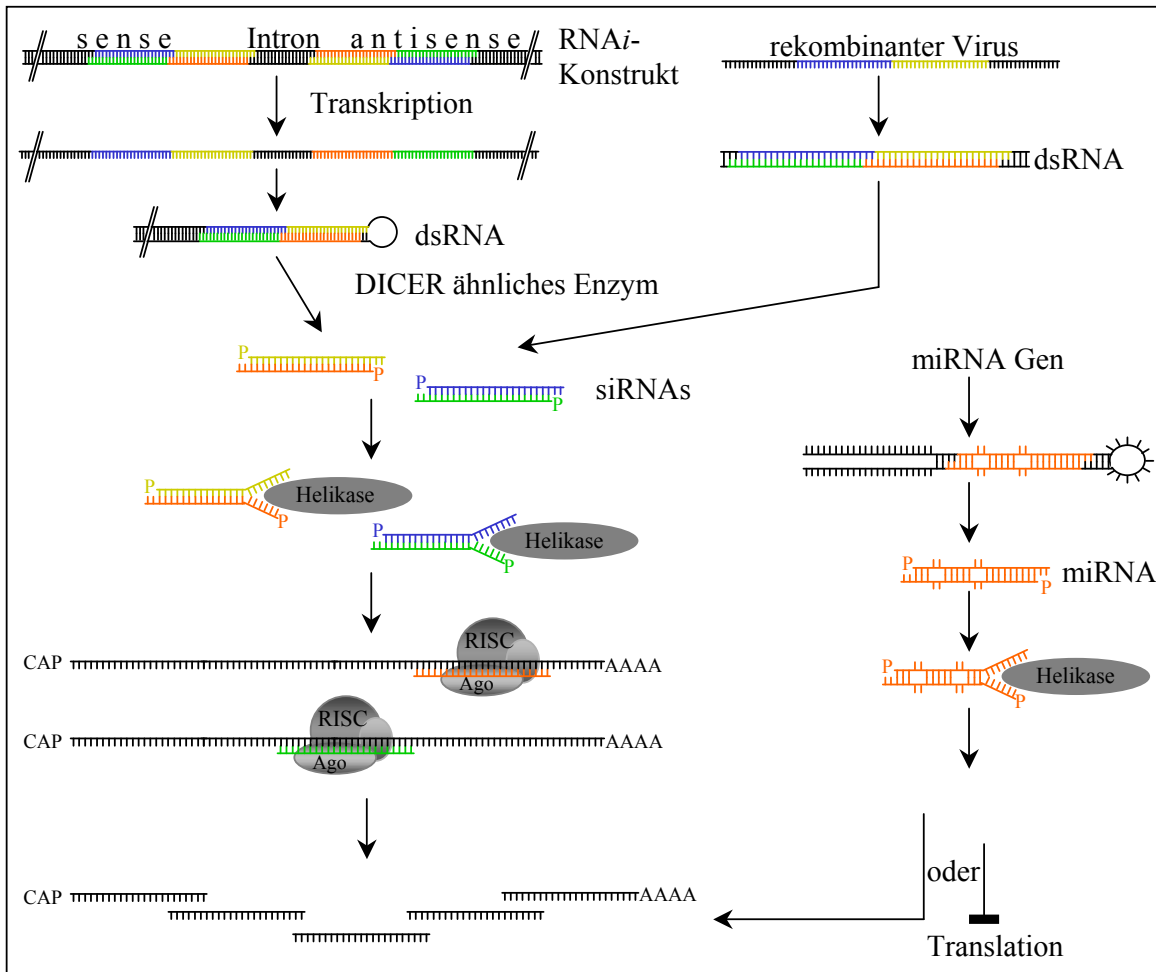 sense Intron antisense
RNAi-
Konstrukt
rekombinanter Virus
Transkription
dsRNA
dsRNA
DICER ähnliches Enzym
P
P
P
P
siRNAs
miRNA Gen
P
Helikase
P
P
Helikase
P
P
P
miRNA
RISC
CAP
AAAA
Ago
P
Helikase
P
RISC
CAP
AAAA
Ago
oder
CAP
AAAA
Translation